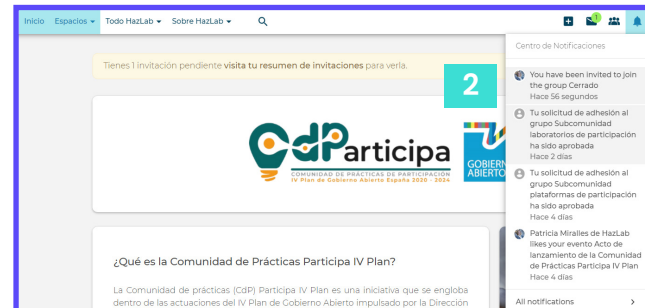 Inicio Espacios Todo HazLab Sobre HazLab
1
Centro de Notificaciones
Tienes 1 invitación pendiente visita tu resumen de invitaciones para verla.
2
You have been invited to join
the group Cerrado
Hace 56 segundos
Tu solicitud de adhesión al
grupo Subcomunidad
laboratorios de participación
ha sido aprobada
Hace 2 días
Tu solicitud de adhesión al
grupo Subcomunidad
plataformas de participación
ha sido aprobada
Hace 4 días
Patricia Miralles de HazLab
likes your evento Acto de
lanzamiento de la Comunidad
de Prácticas Participa IV Plan
Hace 4 días
All notifications
CdParticipa
COMUNIDAD DE PRÁCTICAS DE PARTICIPACIÓN
IV Plan de Gobierno Abierto España 2020 - 2024
GOBIERN
ABIERTO
¿Qué es la Comunidad de Prácticas Participa IV Plan?
La Comunidad de prácticas (CdP) Participa IV Plan es una iniciativa que se engloba
dentro de las actuaciones del IV Plan de Gobierno Abierto impulsado por la Dirección